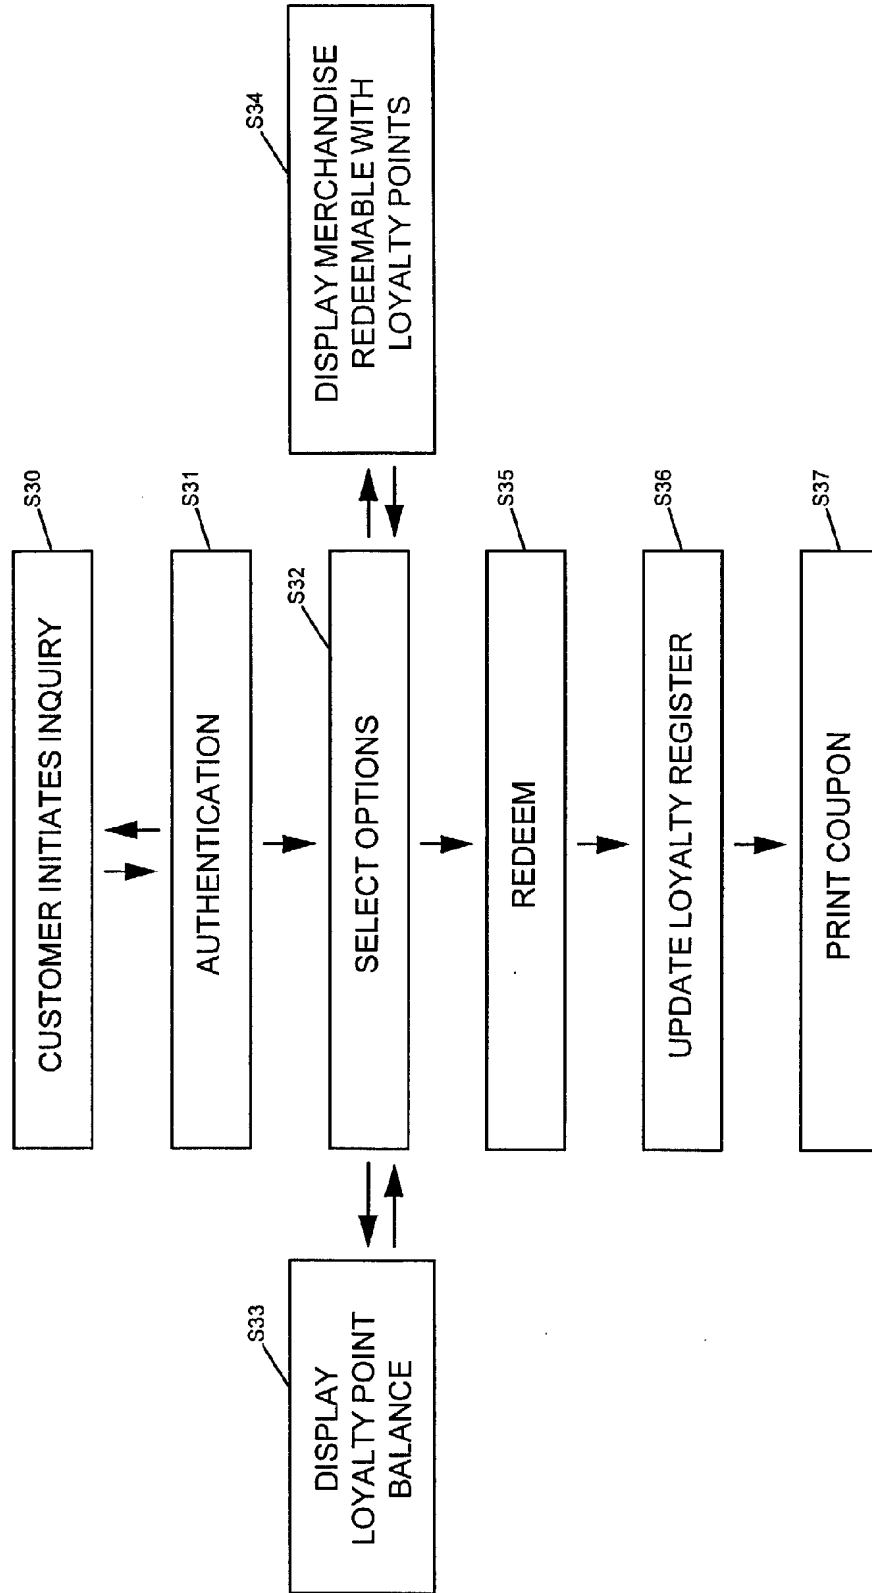 S30
CUSTOMER INITIATES INQUIRY
S31
AUTHENTICATION
S32
SELECT OPTIONS
S33
DISPLAY
LOYALTY POINT
BALANCE
S34
DISPLAY MERCHANDISE
REDEEMABLE WITH
LOYALTY POINTS
S35
REDEEM
S36
UPDATE LOYALTY REGISTER
S37
PRINT COUPON